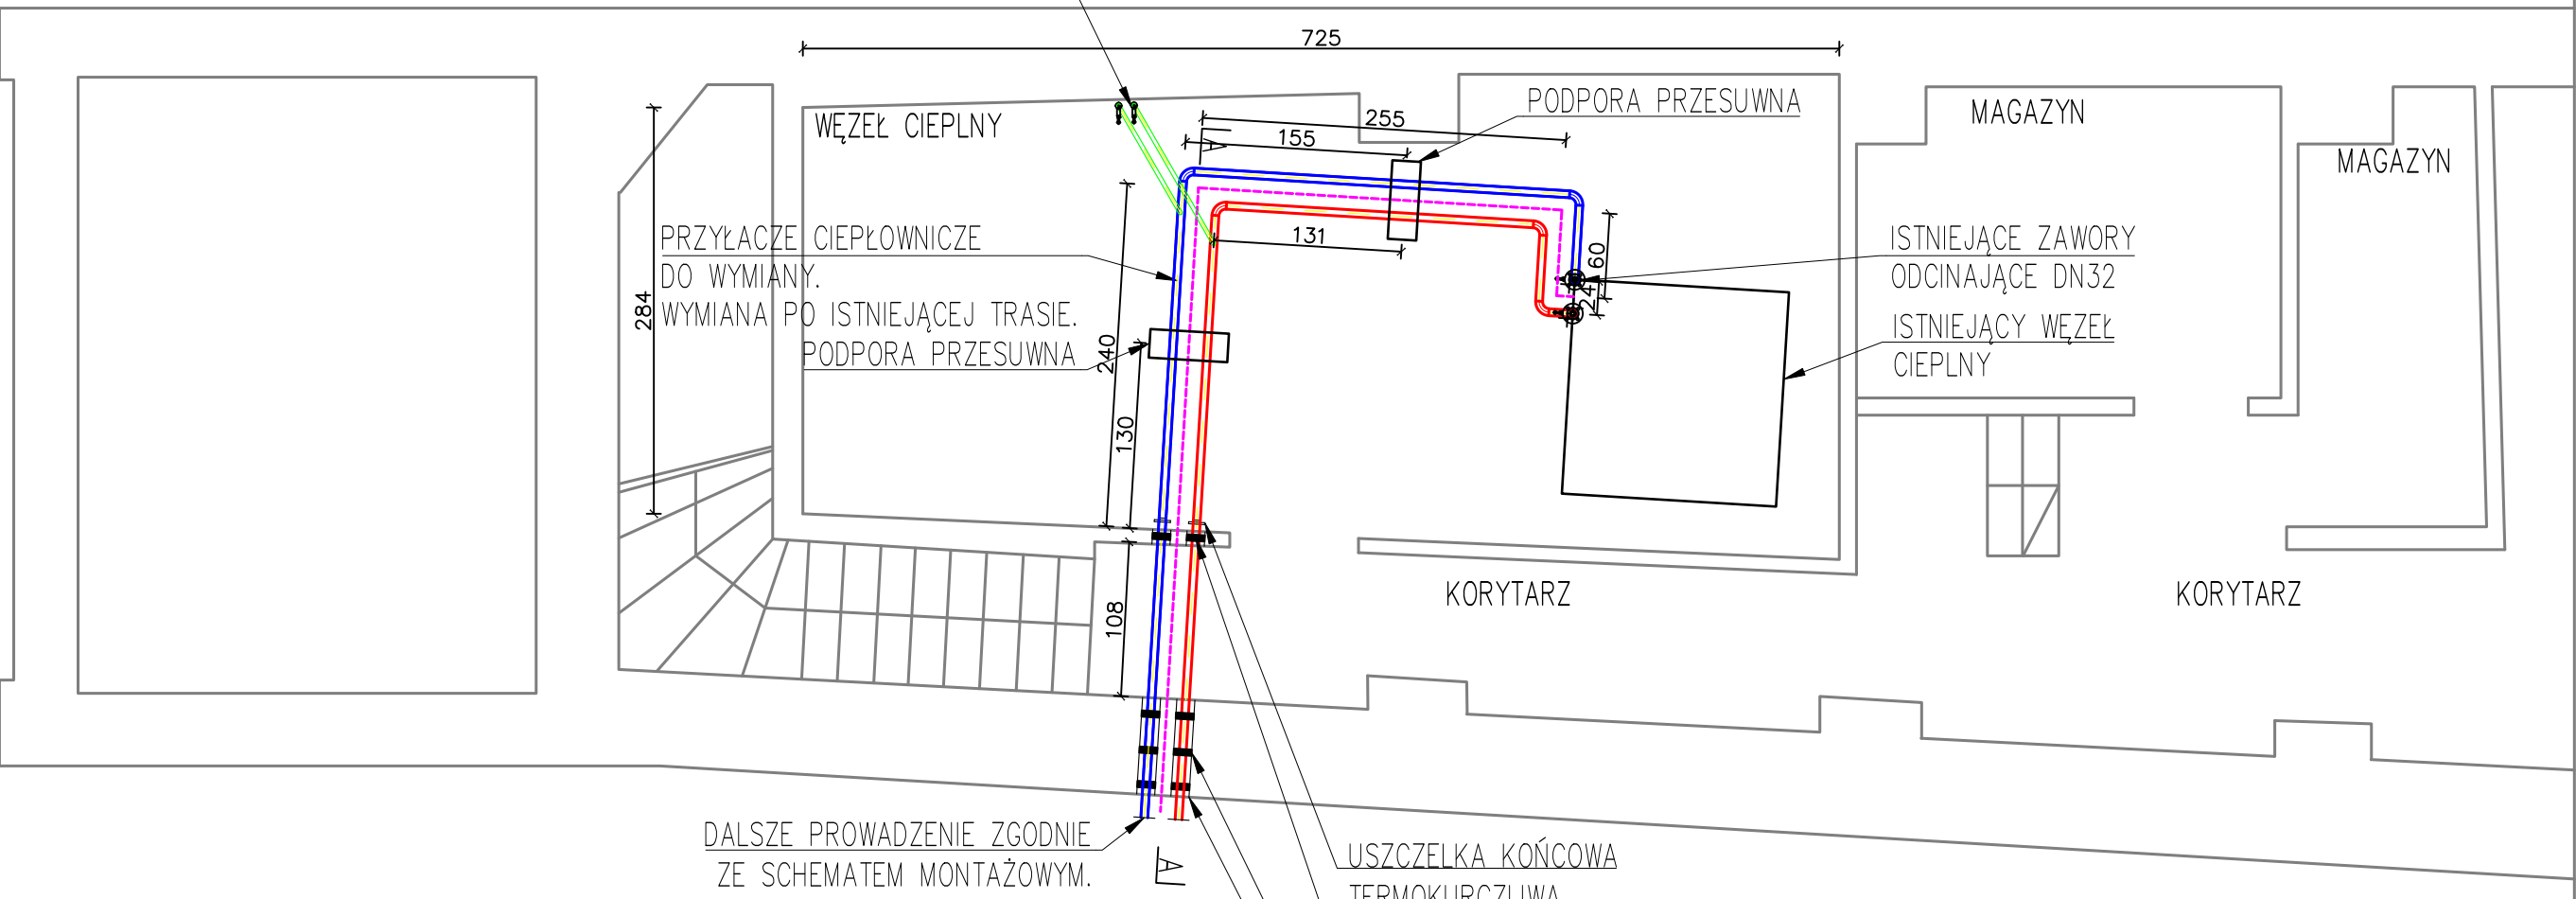 725
PODPORA PRZESUWNA
MAGAZYN
WĘZEŁ CIEPLNY
255
155
A
MAGAZYN
PRZYŁĄCZE CIEPŁOWNICZE
DO WYMIANY.
WYMIANA PO ISTNIEJĄCEJ TRASIE.
PODPORA PRZESUWNA
284
131
60
24
ISTNIEJĄCE ZAWORY
ODCINAJĄCE DN32
ISTNIEJĄCY WĘZEŁ
CIEPLNY
240
130
108
KORYTARZ
KORYTARZ
DALSZE PROWADZENIE ZGODNIE
ZE SCHEMATEM MONTAŻOWYM.
A
USZCZELKA KOŃCOWA
TERMOKURCZLIWA